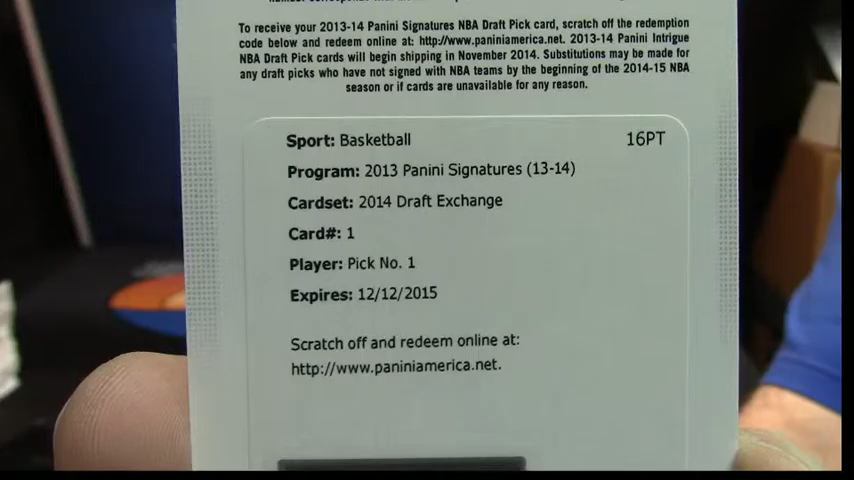 To receive your 2013-14 Panini Signatures NBA Draft Pick card, scratch off the redemption
code below and redeem online at: http://www.paniniamerica.net. 2013-14 Panini Intrigue
NBA Draft Pick cards will begin shipping in November 2014. Substitutions may be made for
any draft picks who have not signed with NBA teams by the beginning of the 2014-15 NBA
season or if cards are unavailable for any reason.
Sport: Basketball 16PT
Program: 2013 Panini Signatures (13-14)
Cardset: 2014 Draft Exchange
Card#: 1
Player: Pick No. 1
Expires: 12/12/2015
Scratch off and redeem online at:
http://www.paniniamerica.net.